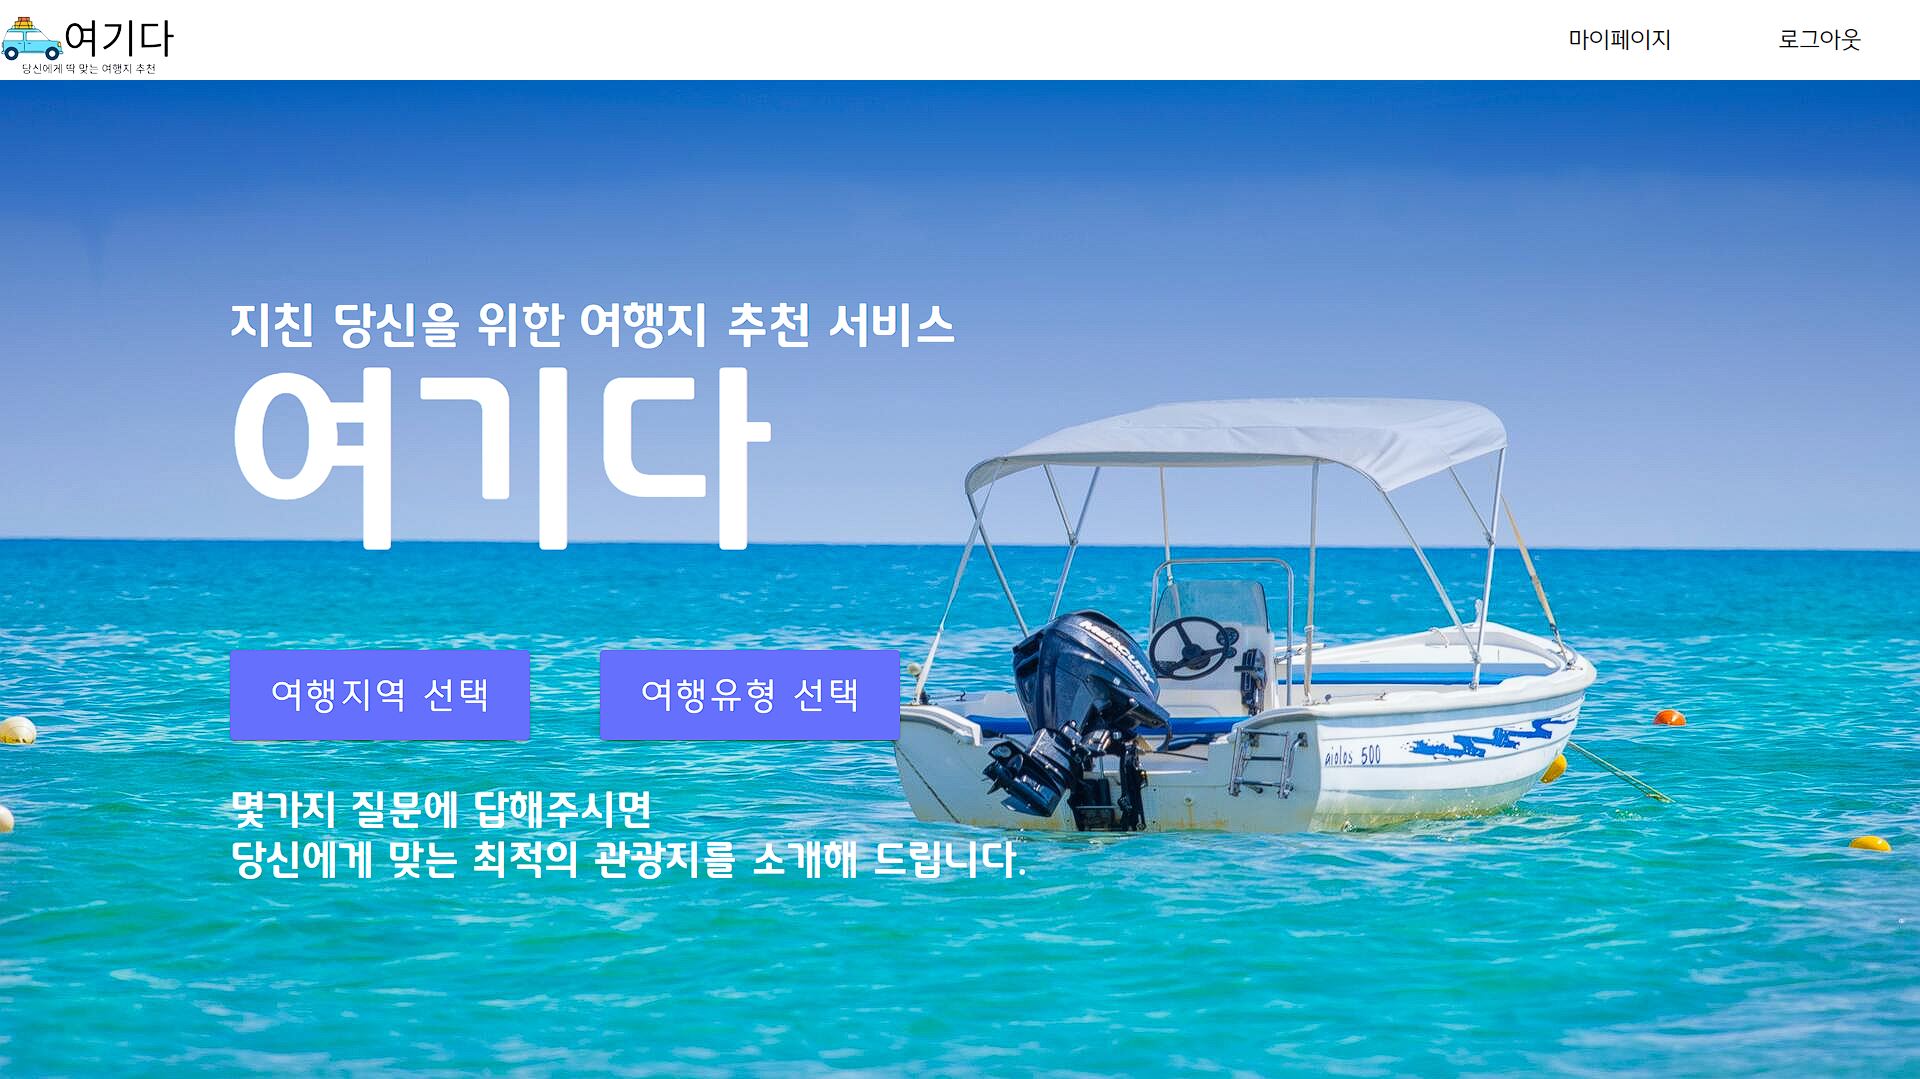 여기다
당신에게 딱 맞는 여행지 추천
마이페이지
로그아웃
지친 당신을 위한 여행지 추천 서비스
여기다
MERCURY
여행지역 선택
여행유형 선택
aiolos 500
몇가지 질문에 답해주시면
당신에게 맞는 최적의 관광지를 소개해 드립니다.